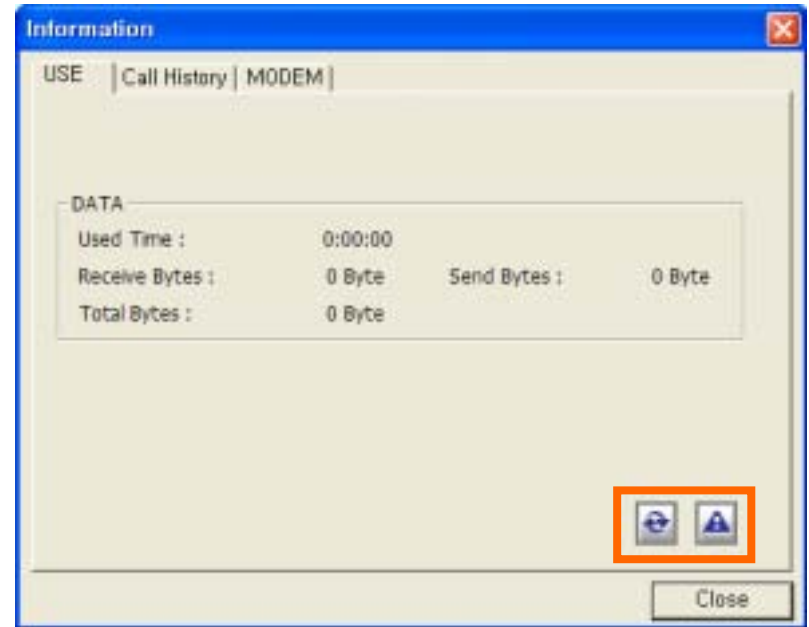 Information
USE Call History MODEM
DATA
Used Time : 0:00:00
Receive Bytes : 0 Byte Send Bytes : 0 Byte
Total Bytes : 0 Byte
Close